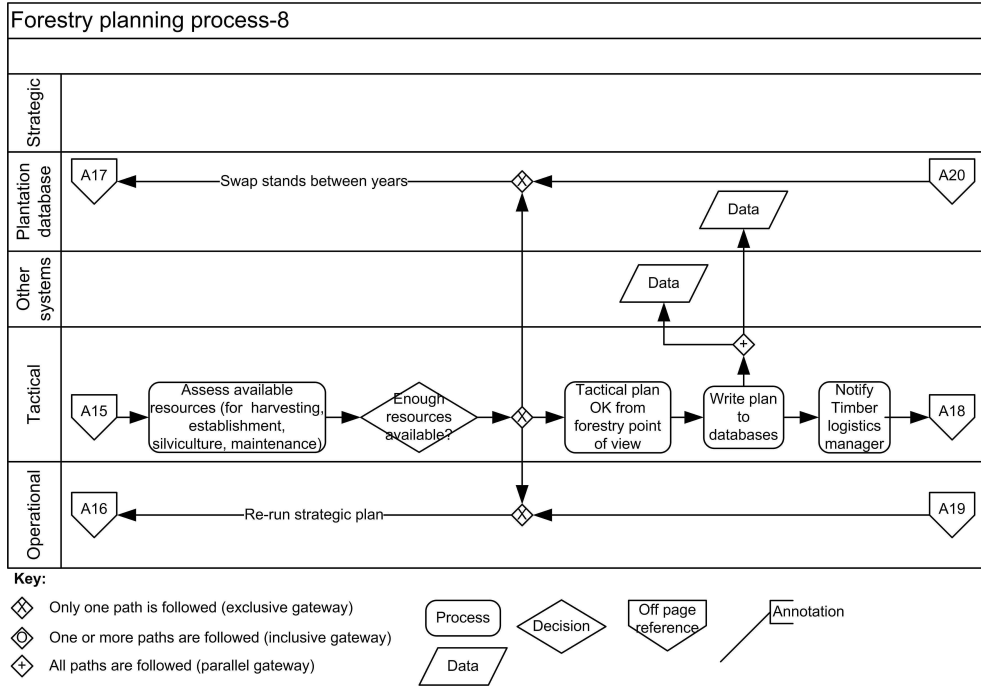 Forestry planning process-8
Strategic
Plantation
database
A17
Swap stands between years
X
A20
Data
Other
systems
Data
Tactical
A15
Assess available
resources (for harvesting,
establishment,
silviculture, maintenance)
Enough
resources
available?
X
Tactical plan
OK from
forestry point
of view
+
Write plan
to
databases
Notify
Timber
logistics
manager
A18
Operational
A16
Re-run strategic plan
X
A19
Key:
X
Only one path is followed (exclusive gateway)
O
One or more paths are followed (inclusive gateway)
+
All paths are followed (parallel gateway)
Process
Data
Decision
Off page
reference
Annotation